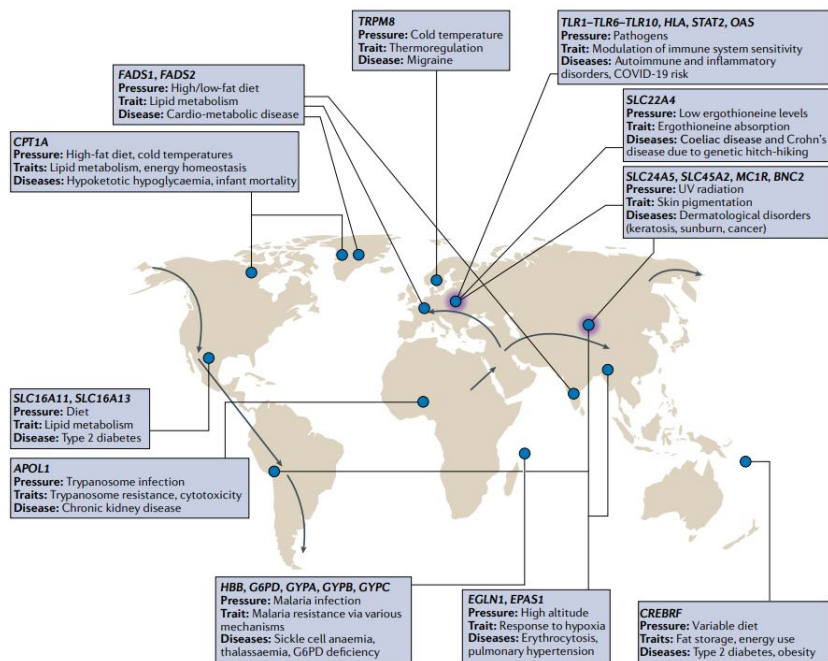 TRPM8
Pressure: Cold temperature
Trait: Thermoregulation
Disease: Migraine
TLR1–TLR6–TLR10, HLA, STAT2, OAS
Pressure: Pathogens
Trait: Modulation of immune system sensitivity
Diseases: Autoimmune and inflammatory
disorders, COVID-19 risk
FADS1, FADS2
Pressure: High/low-fat diet
Trait: Lipid metabolism
Disease: Cardio-metabolic disease
SLC22A4
Pressure: Low ergothioneine levels
Trait: Ergothioneine absorption
Diseases: Coeliac disease and Crohn's
disease due to genetic hitch-hiking
CPT1A
Pressure: High-fat diet, cold temperatures
Traits: Lipid metabolism, energy homeostasis
Diseases: Hypoketotic hypoglycaemia, infant mortality
SLC24A5, SLC45A2, MC1R, BNC2
Pressure: UV radiation
Trait: Skin pigmentation
Diseases: Dermatological disorders
(keratosis, sunburn, cancer)
SLC16A11, SLC16A13
Pressure: Diet
Trait: Lipid metabolism
Disease: Type 2 diabetes
APOL1
Pressure: Trypanosome infection
Traits: Trypanosome resistance, cytotoxicity
Disease: Chronic kidney disease
HBB, G6PD, GYPA, GYPB, GYPC
Pressure: Malaria infection
Trait: Malaria resistance via various
mechanisms
Diseases: Sickle cell anaemia,
thalassaemia, G6PD deficiency
EGLN1, EPAS1
Pressure: High altitude
Trait: Response to hypoxia
Diseases: Erythrocytosis,
pulmonary hypertension
CREBRF
Pressure: Variable diet
Traits: Fat storage, energy use
Diseases: Type 2 diabetes, obesity